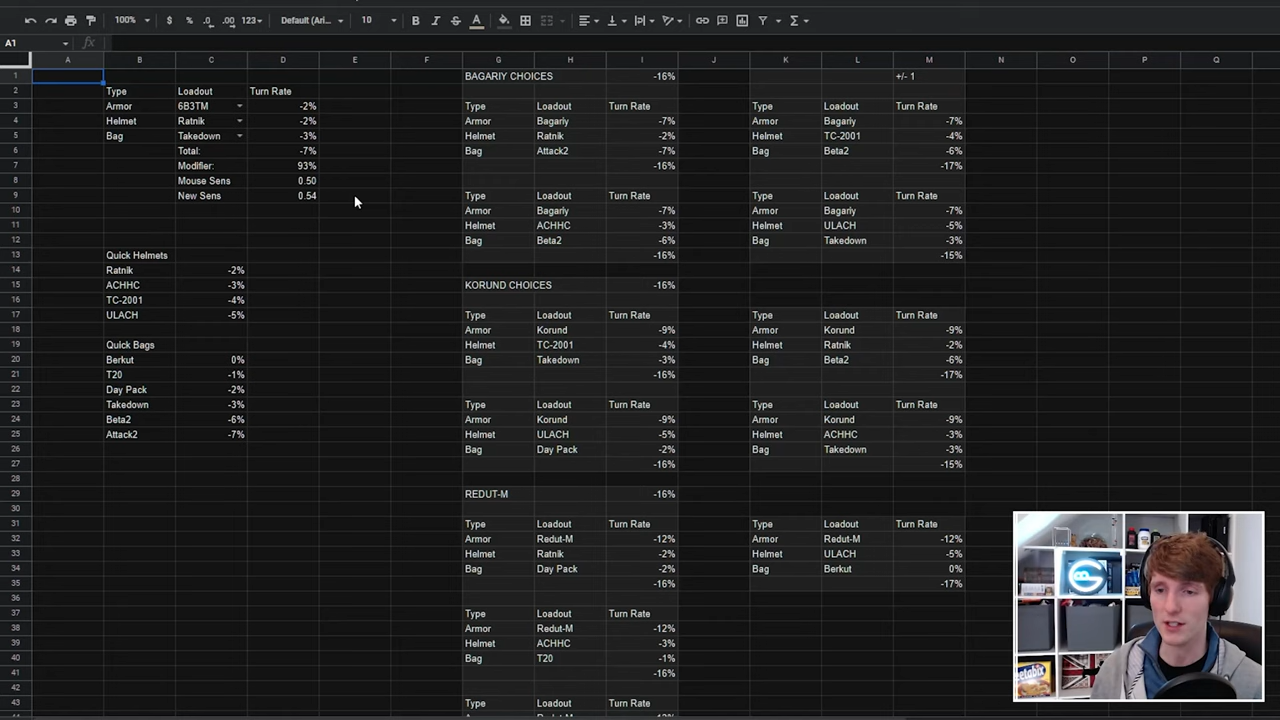 100%
$
%
.0
.00
123
Default (Ari...
10
B
A
A1
fx
A B C D E F G H I J K L M N O P Q
1 BAGARIY CHOICES -16% +/- 1
2 Type Loadout Turn Rate
3 Armor 6B3TM -2% Type Loadout Turn Rate Type Loadout Turn Rate
4 Helmet Ratnik -2% Armor Bagariy -7% Armor Bagariy -7%
5 Bag Takedown -3% Helmet Ratnik -2% Helmet TC-2001 -4%
6 Total: -7% Bag Attack2 -7% Bag Beta2 -6%
7 Modifier: 93% -16% -17%
8 Mouse Sens 0.50
9 New Sens 0.54 Type Loadout Turn Rate Type Loadout Turn Rate
10 Armor Bagariy -7% Armor Bagariy -7%
11 Helmet ACHHC -3% Helmet ULACH -5%
12 Bag Beta2 -6% Bag Takedown -3%
13 Quick Helmets -16% -15%
14 Ratnik -2%
15 ACHHC -3% KORUND CHOICES -16%
16 TC-2001 -4%
17 ULACH -5% Type Loadout Turn Rate Type Loadout Turn Rate
18 Armor Korund -9% Armor Korund -9%
19 Quick Bags Helmet TC-2001 -4% Helmet Ratnik -2%
20 Berkut 0% Bag Takedown -3% Bag Beta2 -6%
21 T20 -1% -16% -17%
22 Day Pack -2%
23 Takedown -3% Type Loadout Turn Rate Type Loadout Turn Rate
24 Beta2 -6% Armor Korund -9% Armor Korund -9%
25 Attack2 -7% Helmet ULACH -5% Helmet ACHHC -3%
26 Bag Day Pack -2% Bag Takedown -3%
27 -16% -15%
28
29 REDUT-M -16%
30
31 Type Loadout Turn Rate Type Loadout Turn Rate
32 Armor Redut-M -12% Armor Redut-M -12%
33 Helmet Ratnik -2% Helmet ULACH -5%
34 Bag Day Pack -2% Bag Berkut 0%
35 -16% -17%
36
37 Type Loadout Turn Rate
38 Armor Redut-M -12%
39 Helmet ACHHC -3%
40 Bag T20 -1%
41 -16%
42
43 Type Loadout Turn Rate